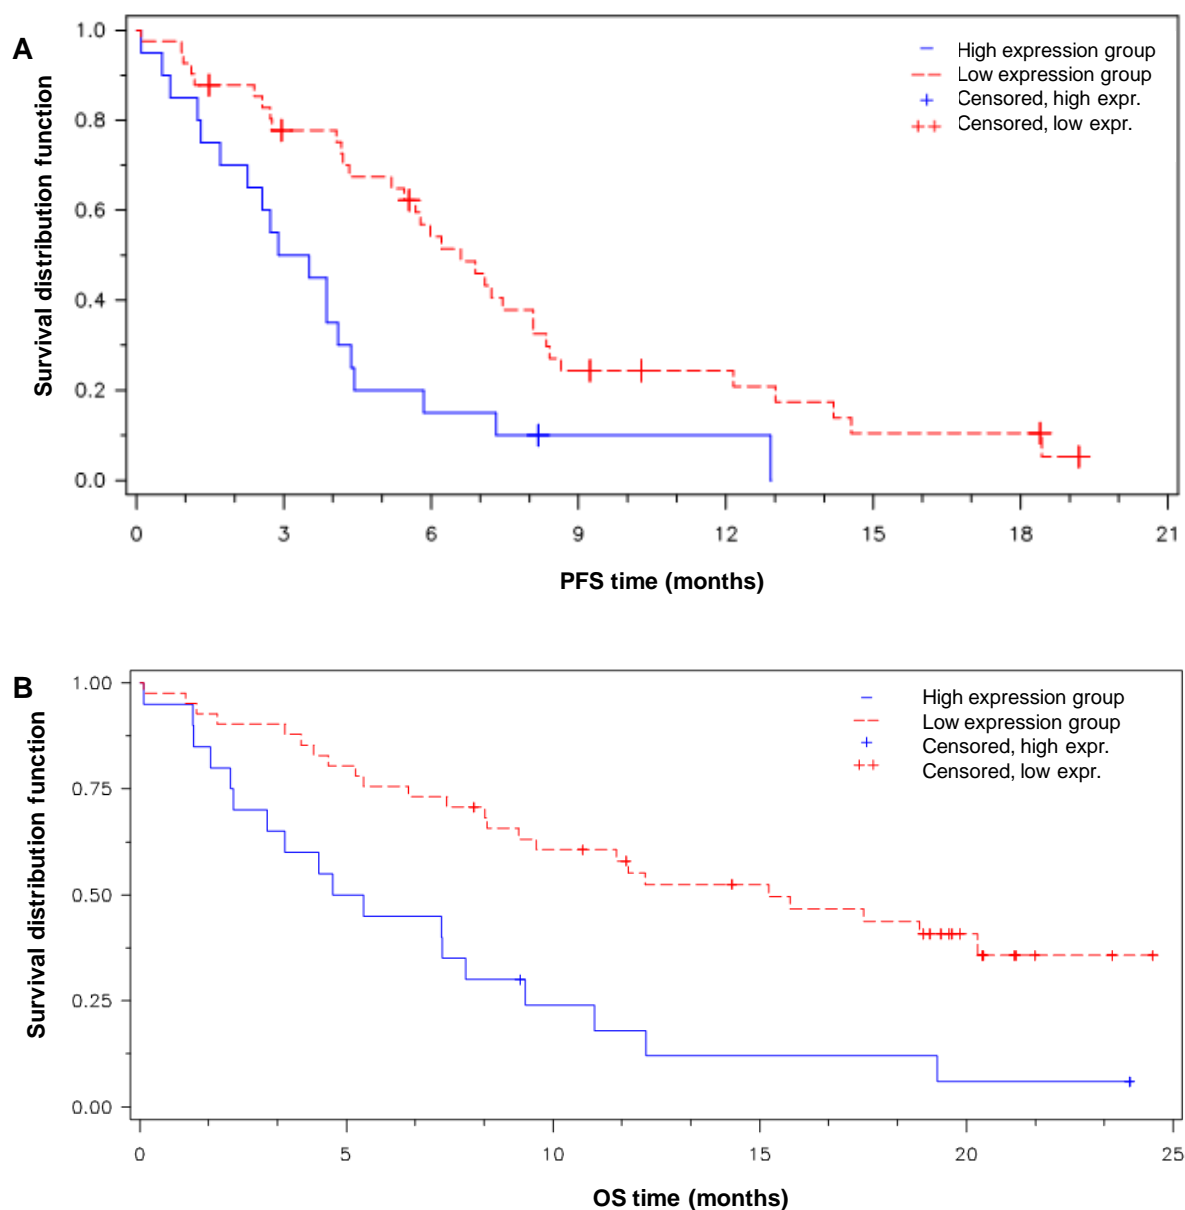 A
1.0
0.8
0.6
0.4
0.2
0.0
Survival distribution function
High expression group
Low expression group
Censored, high expr.
Censored, low expr.
0 3 6 9 12 15 18 21
PFS time (months)
B
1.00
0.75
0.50
0.25
0.00
Survival distribution function
High expression group
Low expression group
Censored, high expr.
Censored, low expr.
0 5 10 15 20 25
OS time (months)